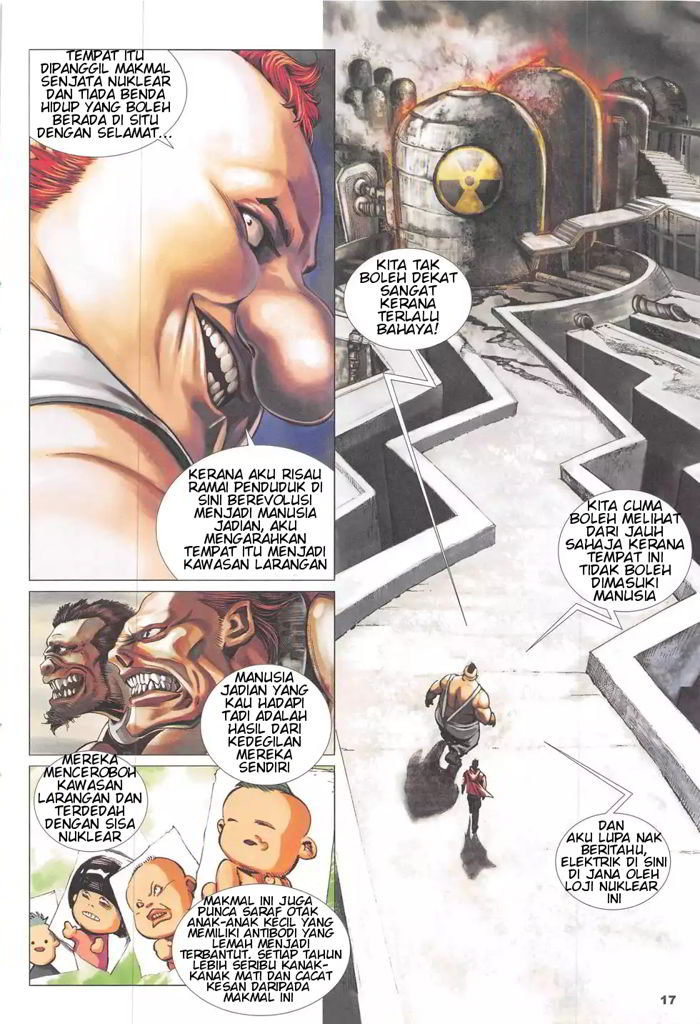 TEMPAT ITU
DIPANGGIL MAKMAL
SENJATA NUKLEAR
DAN TIADA BENDA
HIDUP YANG BOLEH
BERADA DI SITU
DENGAN SELAMAT...
KERANA AKU RISAU
RAMAI PENDUDUK DI
SINI BEREVOLUSI
MENJADI MANUSIA
JADIAN, AKU
MENGARAHKAN
TEMPAT ITU MENJADI
KAWASAN LARANGAN
KITA TAK
BOLEH DEKAT
SANGAT
KERANA
TERLALU
BAHAYA!
KITA CUMA
BOLEH MELIHAT
DARI JAUH
SAHAJA KERANA
TEMPAT INI
TIDAK BOLEH
DIMASUKI
MANUSIA
DAN
AKU LUPA NAK
BERITAHU,
ELEKTRIK DI SINI
DI JANA OLEH
LOJI NUKLEAR
INI
MANUSIA
JADIAN YANG
KAU HADAPI
TADI ADALAH
HASIL DARI
KEDEGILAN
MEREKA
SENDIRI
MEREKA
MENCEROBOH
KAWASAN
LARANGAN DAN
TERDEDAH
DENGAN SISA
NUKLEAR
MAKMAL INI JUGA
PUNCA SARAF OTAK
ANAK-ANAK KECIL YANG
MEMILIKI ANTIBODI YANG
LEMAH MENJADI
TERBANTUT. SETIAP TAHUN
LEBIH SERIBU KANAK-
KANAK MATI DAN CACAT
KESAN DARIPADA
MAKMAL INI
17